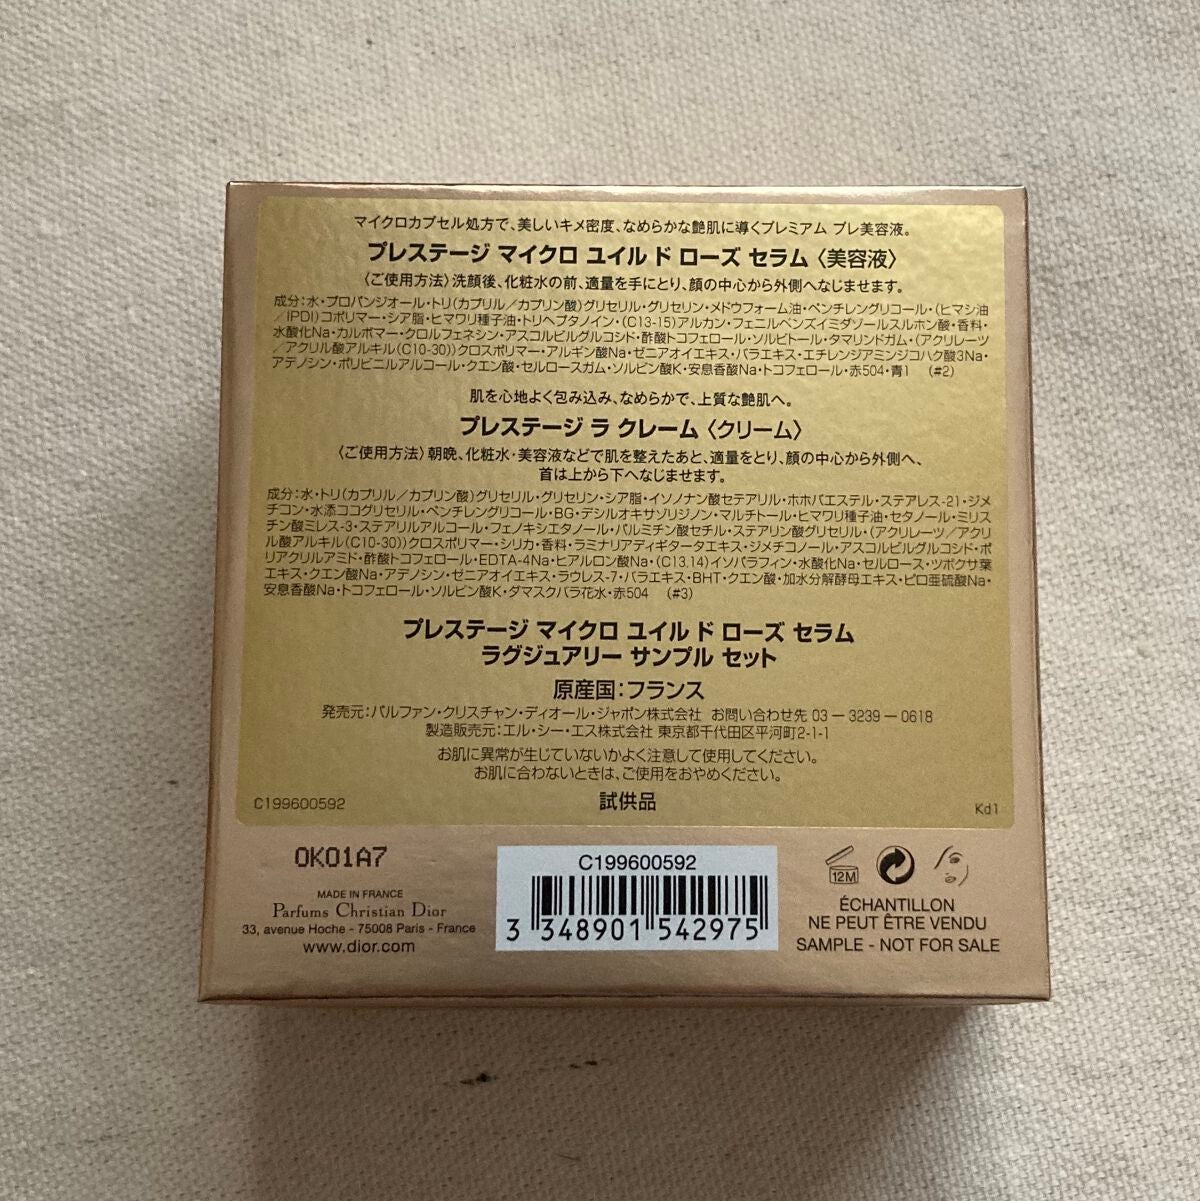 マイクロカプセル処方で、美しいキメ密度、なめらかな艶肌に導くプレミアム プレ美容液。
プレステージ マイクロ ユイル ド ローズ セラム〈美容液〉
〈ご使用方法〉洗顔後、化粧水の前、適量を手にとり、顔の中心から外側へなじませます。
成分：水・プロパンジオール・トリ（カプリル／カプリン酸）グリセリル・グリセリン・メドウフォーム油・ペンチレングリコール・（ヒマシ油
／IPDI）コポリマー・シア脂・ヒマワリ種子油・トリヘプタノイン・（C13-15）アルカン・フェニルベンズイミダゾールスルホン酸・香料・
水酸化Na・カルボマー・クロルフェネシン・アスコルビルグルコシド・酢酸トコフェロール・ソルビトール・タマリンドガム・（アクリレーツ
／アクリル酸アルキル（C10-30））クロスポリマー・アルギン酸Na・ゼニアオイエキス・バラエキス・エチレンジアミンジコハク酸3Na・
アデノシン・ポリビニルアルコール・クエン酸・セルロースガム・ソルビン酸K・安息香酸Na・トコフェロール・赤504・青1　（#2）
肌を心地よく包み込み、なめらかで、上質な艶肌へ。
プレステージ ラ クレーム〈クリーム〉
〈ご使用方法〉朝晩、化粧水・美容液などで肌を整えたあと、適量をとり、顔の中心から外側へ、
首は上から下へなじませます。
成分：水・トリ（カプリル／カプリン酸）グリセリル・グリセリン・シア脂・イソノナン酸セテアリル・ホホバエステル・ステアレス-21・ジメ
チコン・水添ココグリセリル・ペンチレングリコール・BG・デシルオキサゾリジノン・マルチトール・ヒマワリ種子油・セタノール・ミリス
チン酸ミレス-3・ステアリルアルコール・フェノキシエタノール・パルミチン酸セチル・ステアリン酸グリセリル・（アクリレーツ／アクリ
ル酸アルキル（C10-30））クロスポリマー・シリカ・香料・ラミナリアディギタータエキス・ジメチコノール・アスコルビルグルコシド・ポ
リアクリルアミド・酢酸トコフェロール・EDTA-4Na・ヒアルロン酸Na・（C13,14）イソパラフィン・水酸化Na・セルロース・ツボクサ葉
エキス・クエン酸Na・アデノシン・ゼニアオイエキス・ラウレス-7・バラエキス・BHT・クエン酸・加水分解酵母エキス・ピロ亜硫酸Na・
安息香酸Na・トコフェロール・ソルビン酸K・ダマスクバラ花水・赤504　（#3）
プレステージ マイクロ ユイル ド ローズ セラム
ラグジュアリー サンプル セット
原産国：フランス
発売元：パルファン・クリスチャン・ディオール・ジャポン株式会社 お問い合わせ先 03－3239－0618
製造販売元：エル・シー・エス株式会社 東京都千代田区平河町2-1-1
お肌に異常が生じていないかよく注意して使用してください。
お肌に合わないときは、ご使用をおやめください。
試供品
C199600592
Kd1
0K01A7
MADE IN FRANCE
Parfums Christian Dior
33, avenue Hoche - 75008 Paris - France
www.dior.com
C199600592
3 348901 542975
12M
ÉCHANTILLON
NE PEUT ÊTRE VENDU
SAMPLE - NOT FOR SALE